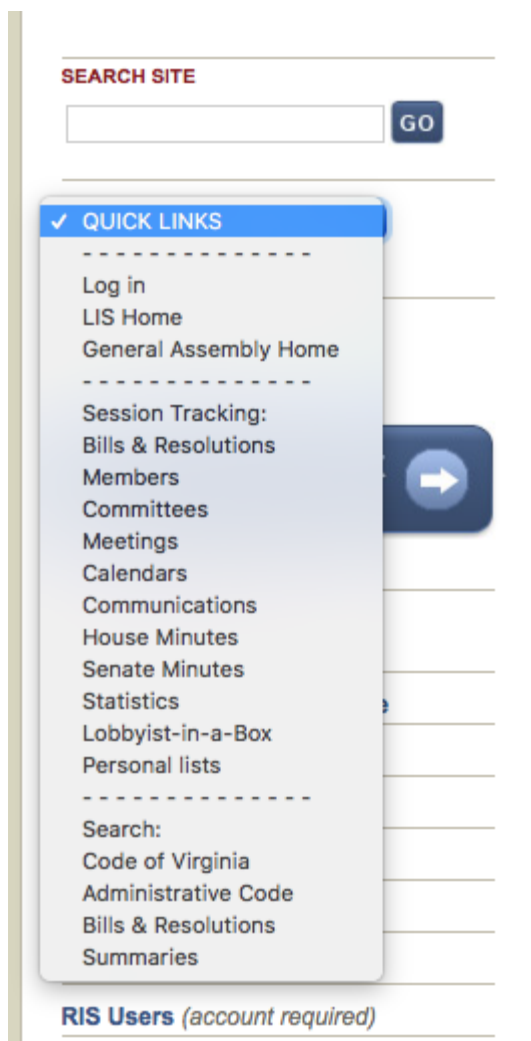 SEARCH SITE
GO
✓ QUICK LINKS
- - - - - - - - - - - - - -
Log in
LIS Home
General Assembly Home
- - - - - - - - - - - - - -
Session Tracking:
Bills & Resolutions
Members
Committees
Meetings
Calendars
Communications
House Minutes
Senate Minutes
Statistics
Lobbyist-in-a-Box
Personal lists
- - - - - - - - - - - - - -
Search:
Code of Virginia
Administrative Code
Bills & Resolutions
Summaries
RIS Users (account required)